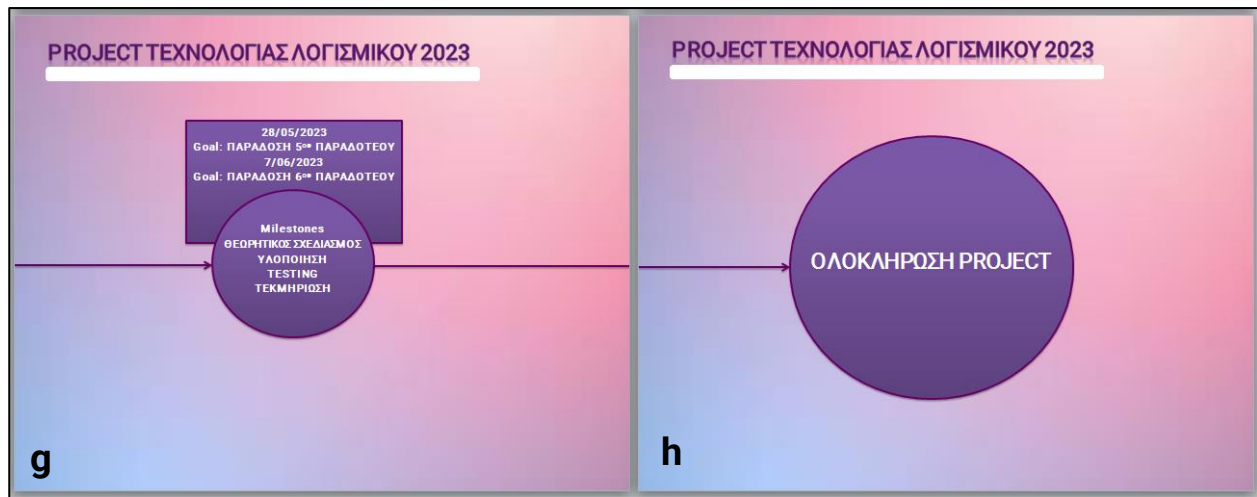 PROJECT ΤΕΧΝΟΛΟΓΙΑΣ ΛΟΓΙΣΜΙΚΟΥ 2023
28/05/2023
Goal: ΠΑΡΑΔΟΣΗ 5ου ΠΑΡΑΔΟΤΕΟΥ
7/06/2023
Goal: ΠΑΡΑΔΟΣΗ 6ου ΠΑΡΑΔΟΤΕΟΥ
Milestones
ΘΕΩΡΗΤΙΚΟΣ ΣΧΕΔΙΑΣΜΟΣ
ΥΛΟΠΟΙΗΣΗ
TESTING
ΤΕΚΜΗΡΙΩΣΗ
g
PROJECT ΤΕΧΝΟΛΟΓΙΑΣ ΛΟΓΙΣΜΙΚΟΥ 2023
ΟΛΟΚΛΗΡΩΣΗ PROJECT
h